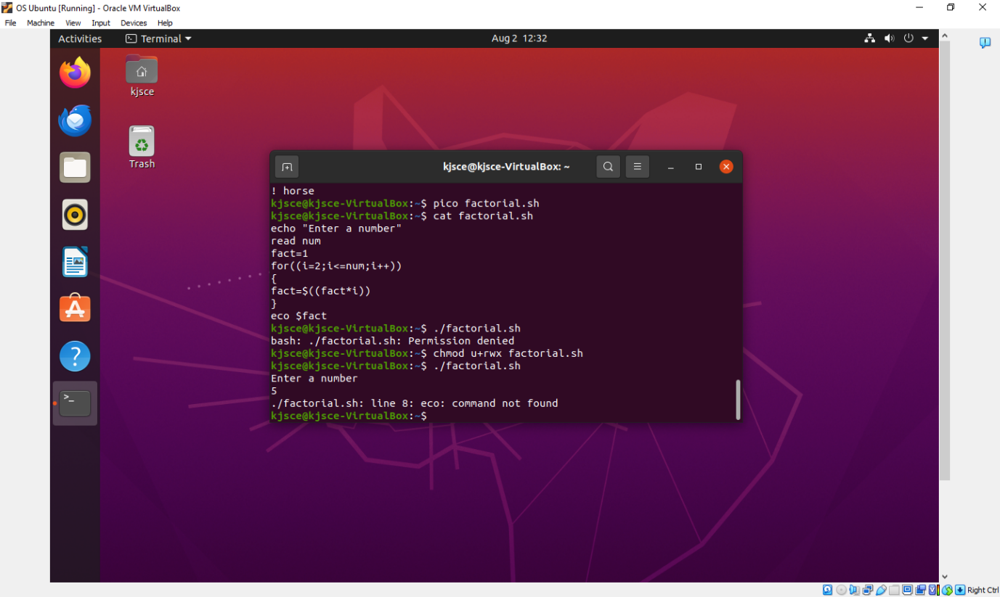 OS Ubuntu [Running] - Oracle VM VirtualBox
File Machine View Input Devices Help
Activities Terminal Aug 2 12:32
kjsce
Trash
kjsce@kjsce-VirtualBox: ~
! horse
kjsce@kjsce-VirtualBox:~$ pico factorial.sh
kjsce@kjsce-VirtualBox:~$ cat factorial.sh
echo "Enter a number"
read num
fact=1
for((i=2;i<=num;i++))
{
fact=$((fact*i))
}
eco $fact
kjsce@kjsce-VirtualBox:~$ ./factorial.sh
bash: ./factorial.sh: Permission denied
kjsce@kjsce-VirtualBox:~$ chmod u+rwx factorial.sh
kjsce@kjsce-VirtualBox:~$ ./factorial.sh
Enter a number
5
./factorial.sh: line 8: eco: command not found
kjsce@kjsce-VirtualBox:~$
Right Ctrl